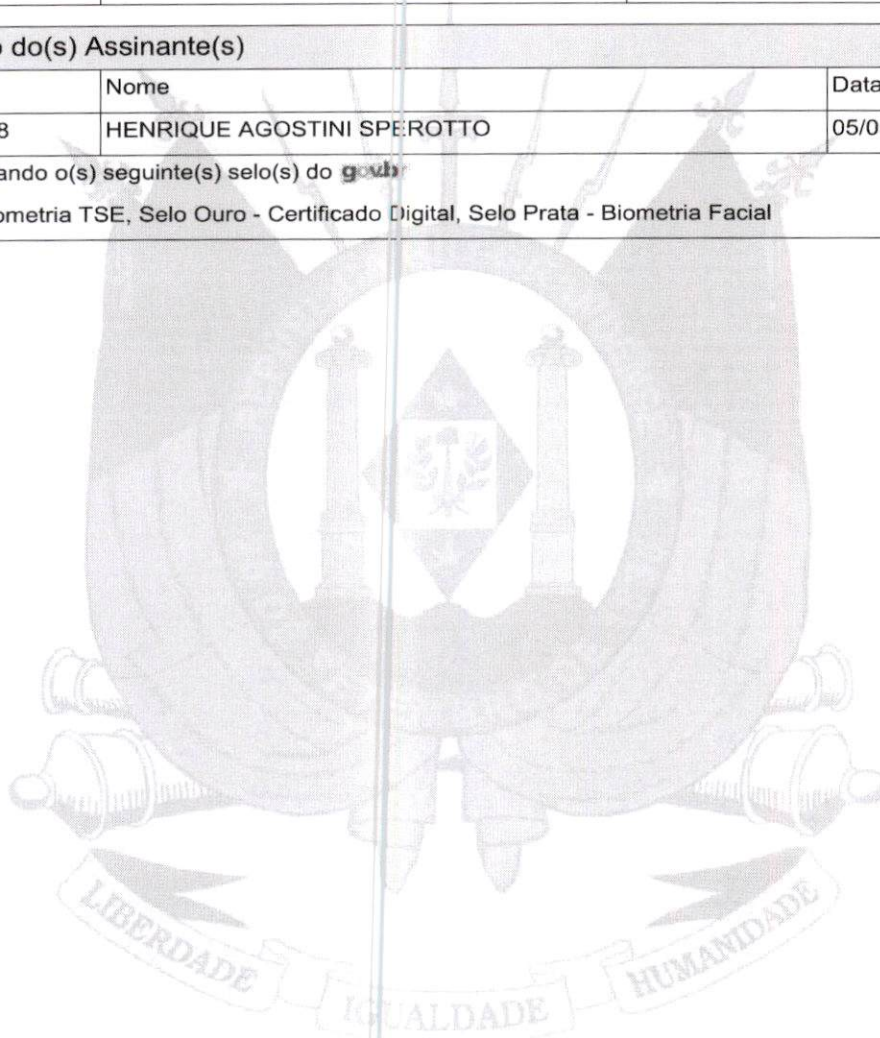 do(s) Assinante(s)
Nome
Data
8
HENRIQUE AGOSTINI SPEROTTO
05/0
ando o(s) seguinte(s) selo(s) do gov.br
ometria TSE, Selo Ouro - Certificado Digital, Selo Prata - Biometria Facial
LIBERDADE
IGUALDADE
HUMANIDADE